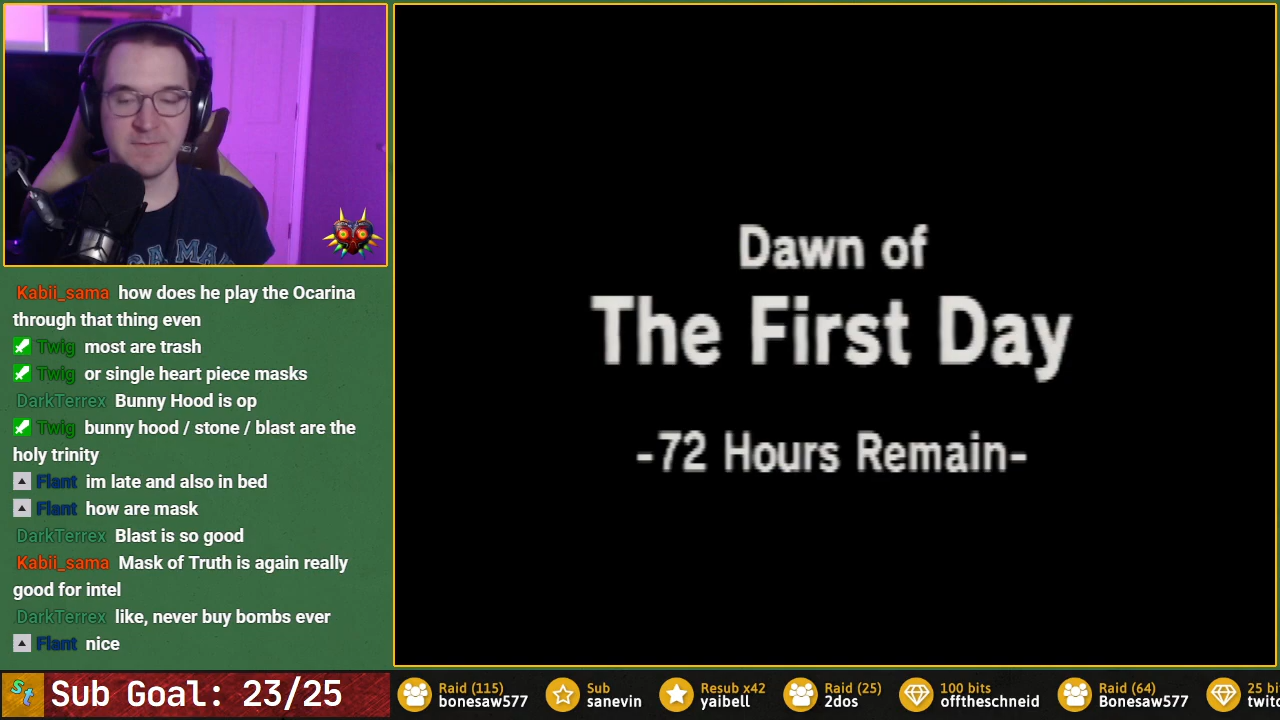 Kabii_sama how does he play the Ocarina
through that thing even
Twig most are trash
Twig or single heart piece masks
DarkTerrex Bunny Hood is op
Twig bunny hood / stone / blast are the
holy trinity
Flant im late and also in bed
Flant how are mask
DarkTerrex Blast is so good
Kabii_sama Mask of Truth is again really
good for intel
DarkTerrex like, never buy bombs ever
Flant nice
Dawn of
The First Day
-72 Hours Remain-
St Sub Goal: 23/25
Raid (115)
bonesaw577
Sub
sanevin
Resub x42
yaibell
Raid (25)
2dos
100 bits
offtheschneid
Raid (64)
Bonesaw577
25 bi
twitc